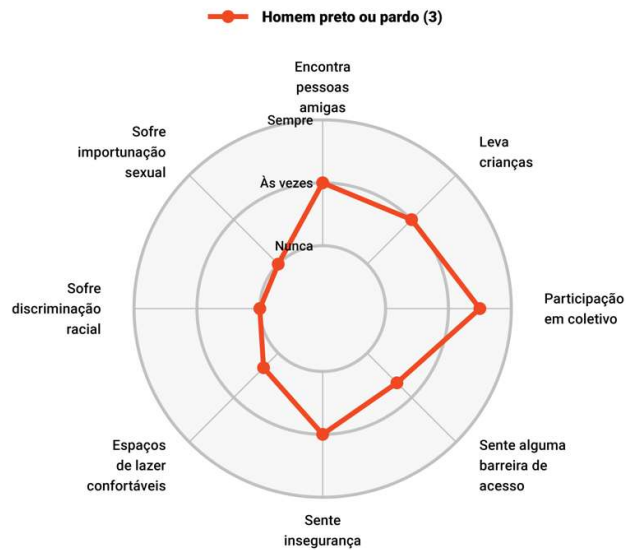 Homem preto ou pardo (3)
Encontra
pessoas
amigas
Sempre
Às vezes
Nunca
Leva
crianças
Participação
em coletivo
Sente alguma
barreira de
acesso
Sente
insegurança
Espaços
de lazer
confortáveis
Sofre
discriminação
racial
Sofre
importunação
sexual